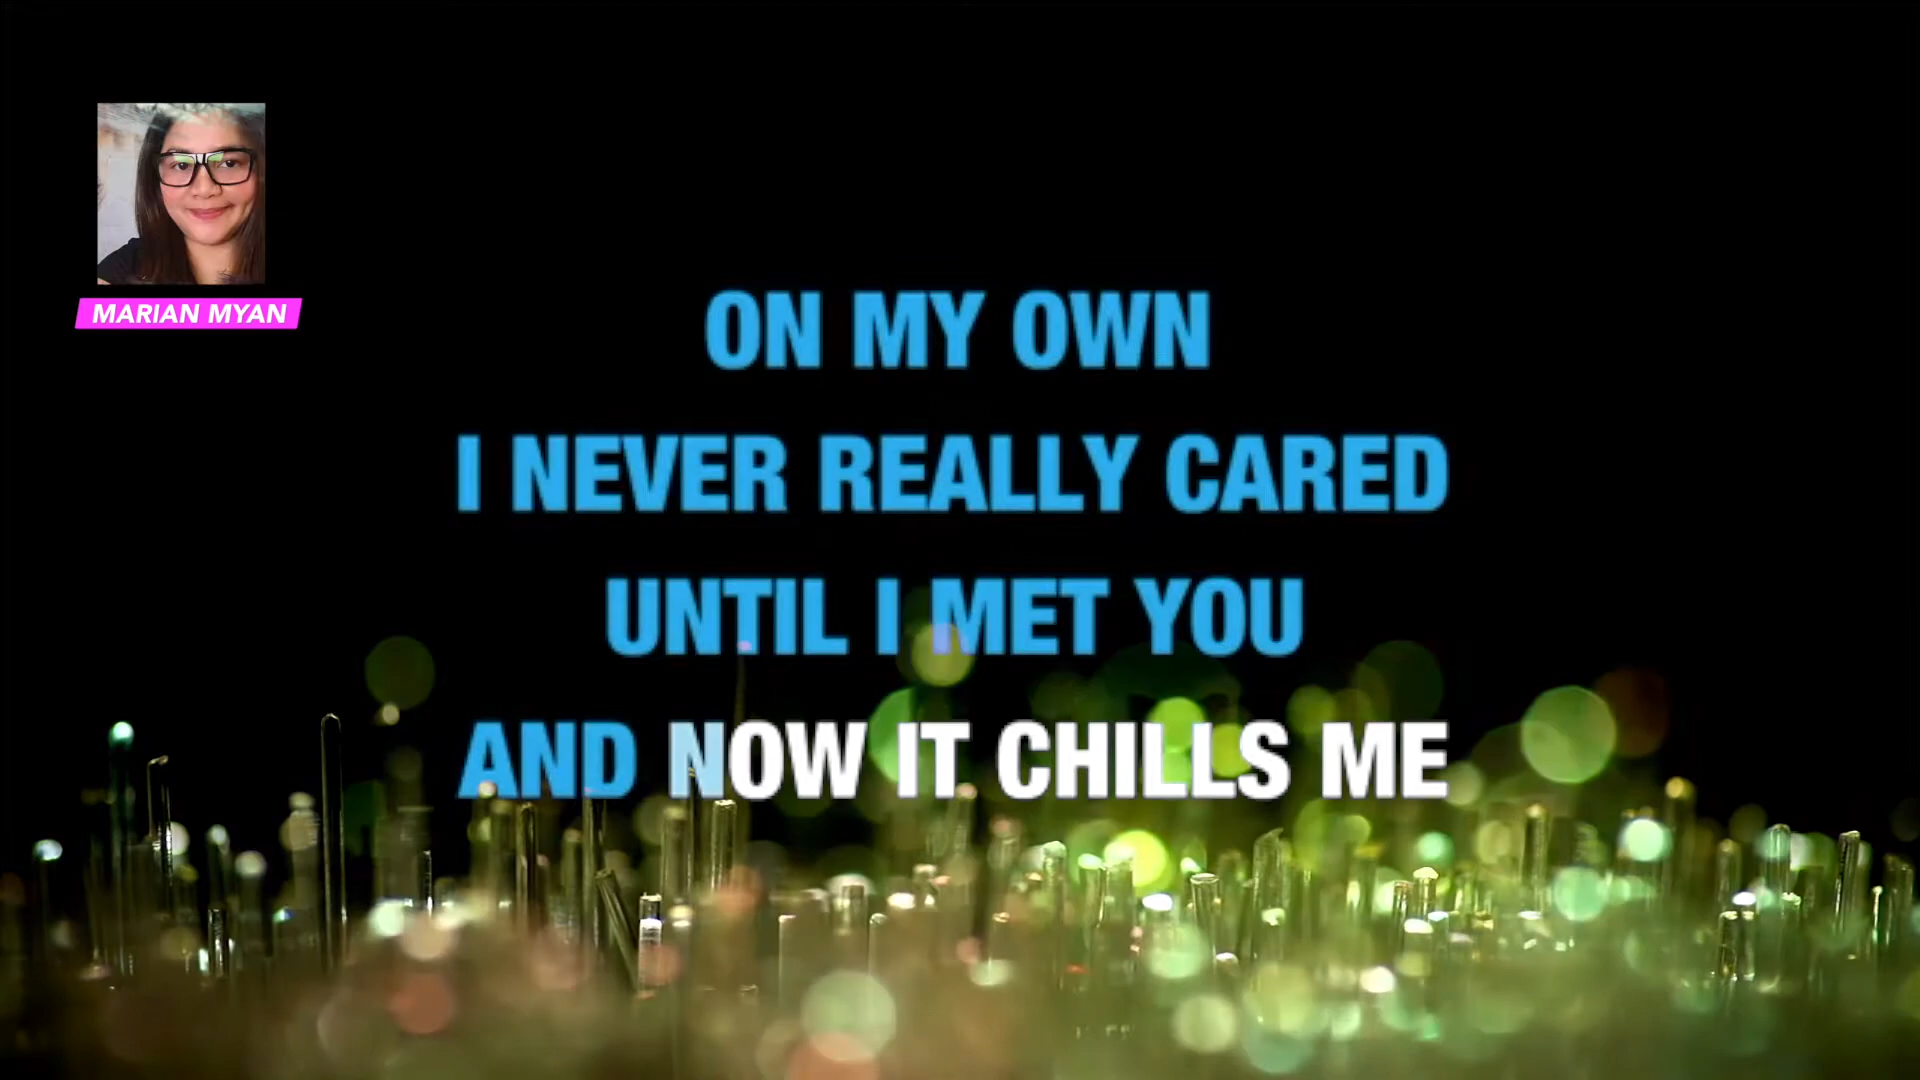 MARIAN MYAN
ON MY OWN
I NEVER REALLY CARED
UNTIL I MET YOU
AND NOW IT CHILLS ME